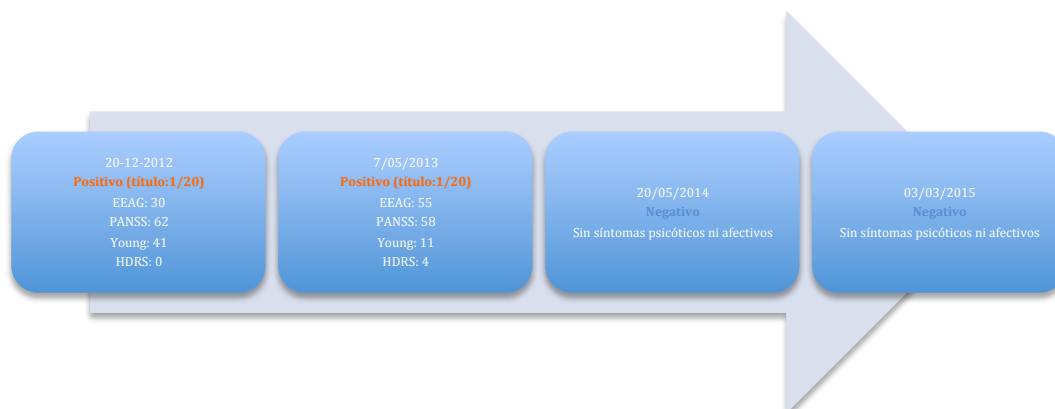 20-12-2012
Positivo (título:1/20)
EEAG: 30
PANSS: 62
Young: 41
HDRS: 0
7/05/2013
Positivo (título:1/20)
EEAG: 55
PANSS: 58
Young: 11
HDRS: 4
20/05/2014
Negativo
Sin síntomas psicóticos ni afectivos
03/03/2015
Negativo
Sin síntomas psicóticos ni afectivos